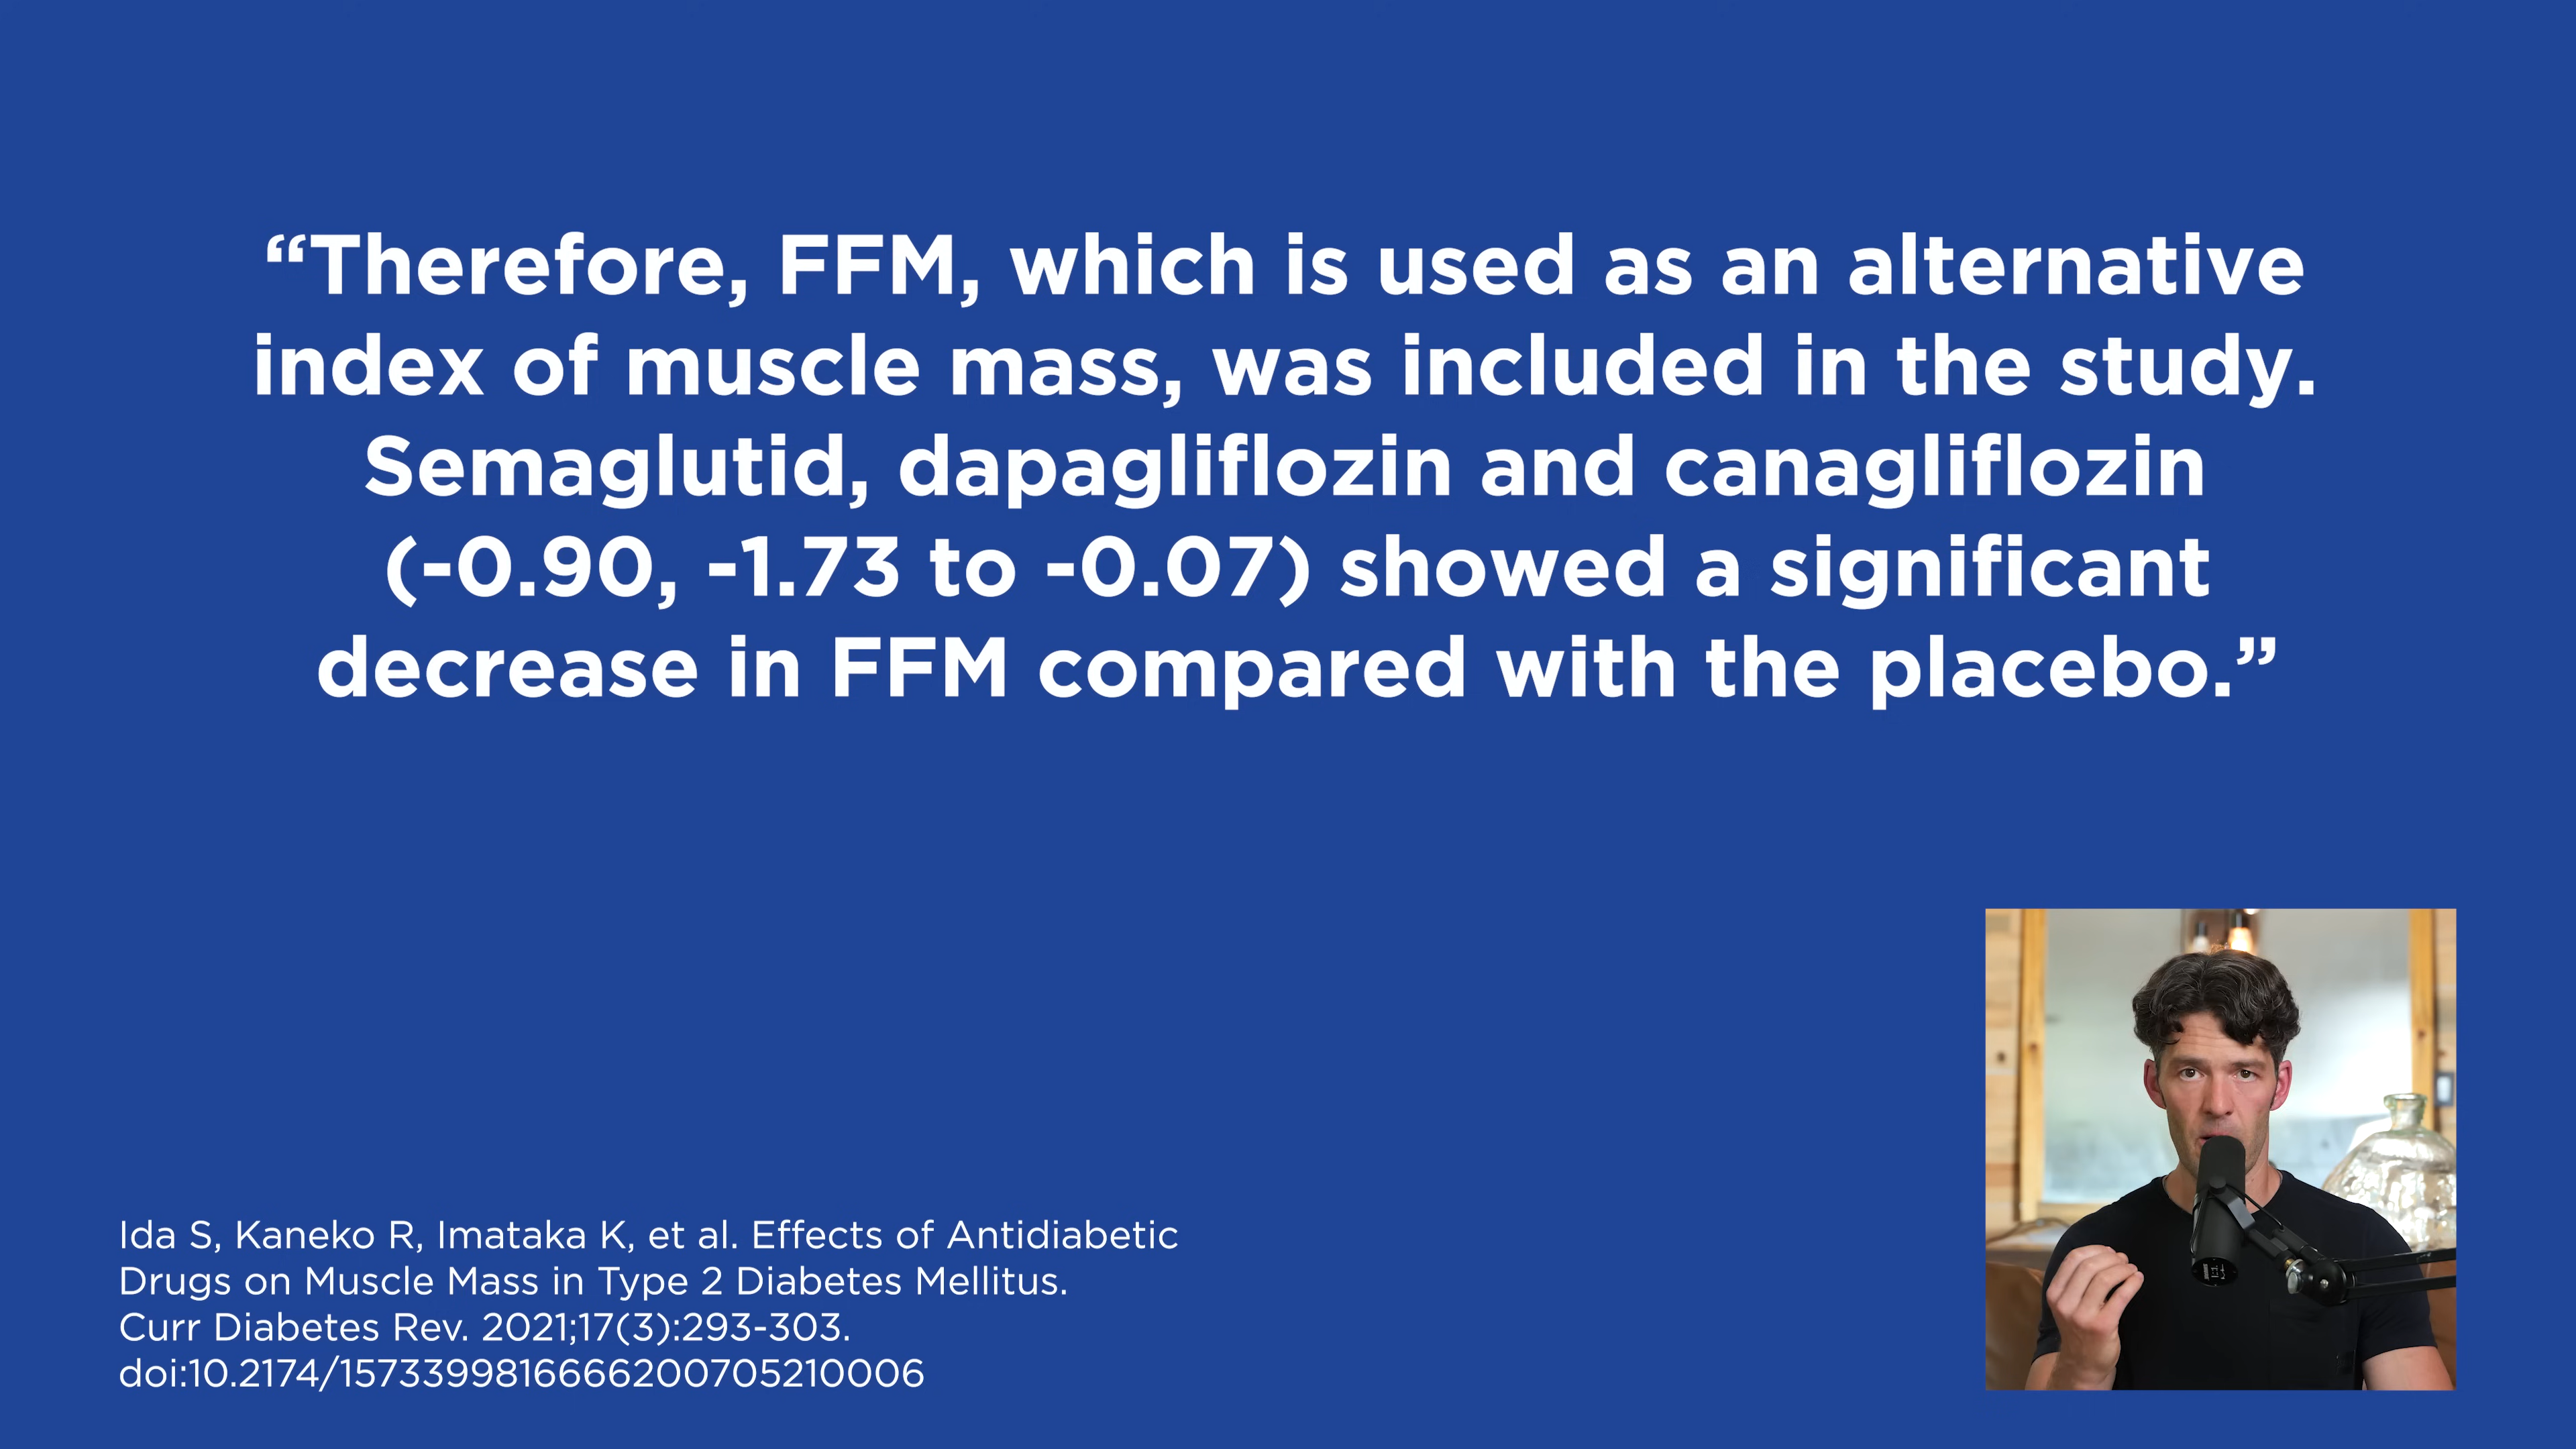 “Therefore, FFM, which is used as an alternative
index of muscle mass, was included in the study.
Semaglutid, dapagliflozin and canagliflozin
(-0.90, -1.73 to -0.07) showed a significant
decrease in FFM compared with the placebo.”
Ida S, Kaneko R, Imataka K, et al. Effects of Antidiabetic
Drugs on Muscle Mass in Type 2 Diabetes Mellitus.
Curr Diabetes Rev. 2021;17(3):293-303.
doi:10.2174/1573399816666200705210006